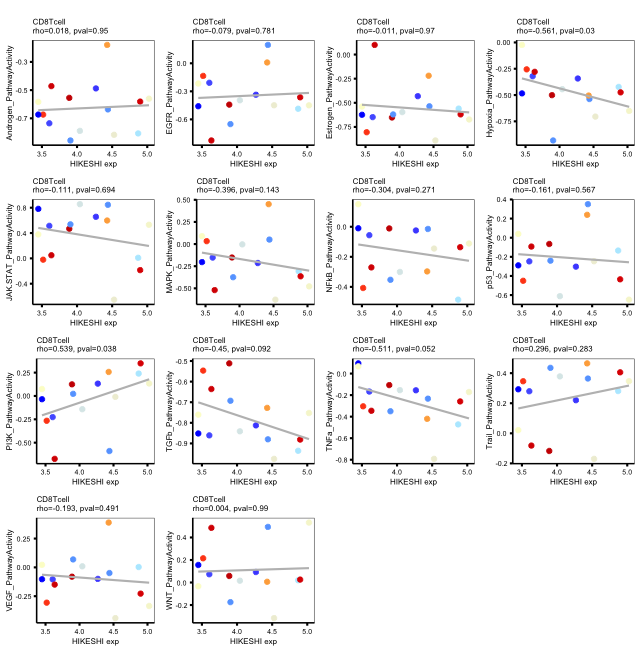 CD8Tcell
rho=0.018, pval=0.95
Androgen_PathwayActivity
-0.3
-0.5
-0.7
3.5 4.0 4.5 5.0
HIKESHI exp
CD8Tcell
rho=-0.079, pval=0.781
EGFR_PathwayActivity
0.00
-0.25
-0.50
-0.75
3.5 4.0 4.5 5.0
HIKESHI exp
CD8Tcell
rho=-0.011, pval=0.97
Estrogen_PathwayActivity
0.00
-0.25
-0.50
-0.75
3.5 4.0 4.5 5.0
HIKESHI exp
CD8Tcell
rho=-0.561, pval=0.03
Hypoxia_PathwayActivity
0.00
-0.25
-0.50
-0.75
3.5 4.0 4.5 5.0
HIKESHI exp
CD8Tcell
rho=-0.111, pval=0.694
JAK-STAT_PathwayActivity
0.8
0.4
0.0
-0.4
3.5 4.0 4.5 5.0
HIKESHI exp
CD8Tcell
rho=-0.396, pval=0.143
MAPK_PathwayActivity
0.50
0.25
0.00
-0.25
-0.50
3.5 4.0 4.5 5.0
HIKESHI exp
CD8Tcell
rho=-0.304, pval=0.271
NFkB_PathwayActivity
0.0
-0.2
-0.4
3.5 4.0 4.5 5.0
HIKESHI exp
CD8Tcell
rho=-0.161, pval=0.567
p53_PathwayActivity
0.4
0.2
0.0
-0.2
-0.4
-0.6
3.5 4.0 4.5 5.0
HIKESHI exp
CD8Tcell
rho=0.539, pval=0.038
PI3K_PathwayActivity
0.25
0.00
-0.25
-0.50
3.5 4.0 4.5 5.0
HIKESHI exp
CD8Tcell
rho=-0.45, pval=0.092
TGFb_PathwayActivity
-0.5
-0.6
-0.7
-0.8
-0.9
3.5 4.0 4.5 5.0
HIKESHI exp
CD8Tcell
rho=-0.511, pval=0.052
TNFa_PathwayActivity
0.0
-0.2
-0.4
-0.6
-0.8
3.5 4.0 4.5 5.0
HIKESHI exp
CD8Tcell
rho=0.296, pval=0.283
Trail_PathwayActivity
0.4
0.2
0.0
-0.2
3.5 4.0 4.5 5.0
HIKESHI exp
CD8Tcell
rho=-0.193, pval=0.491
VEGF_PathwayActivity
0.25
0.00
-0.25
3.5 4.0 4.5 5.0
HIKESHI exp
CD8Tcell
rho=0.004, pval=0.99
WNT_PathwayActivity
0.4
0.2
0.0
-0.2
3.5 4.0 4.5 5.0
HIKESHI exp